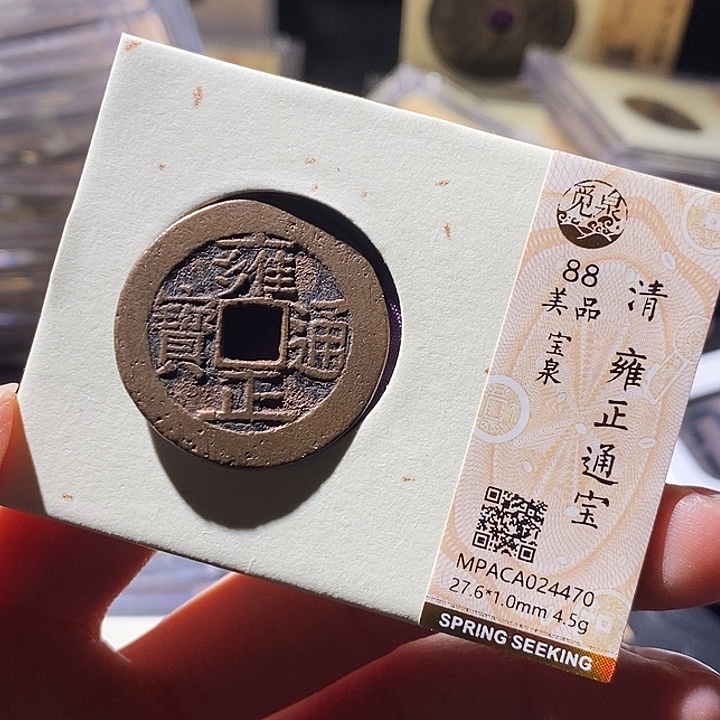 雍正通寶
觅泉
88
美品
宝泉
清 雍正通宝
MPACA024470
27.6*1.0mm 4.5g
SPRING SEEKING